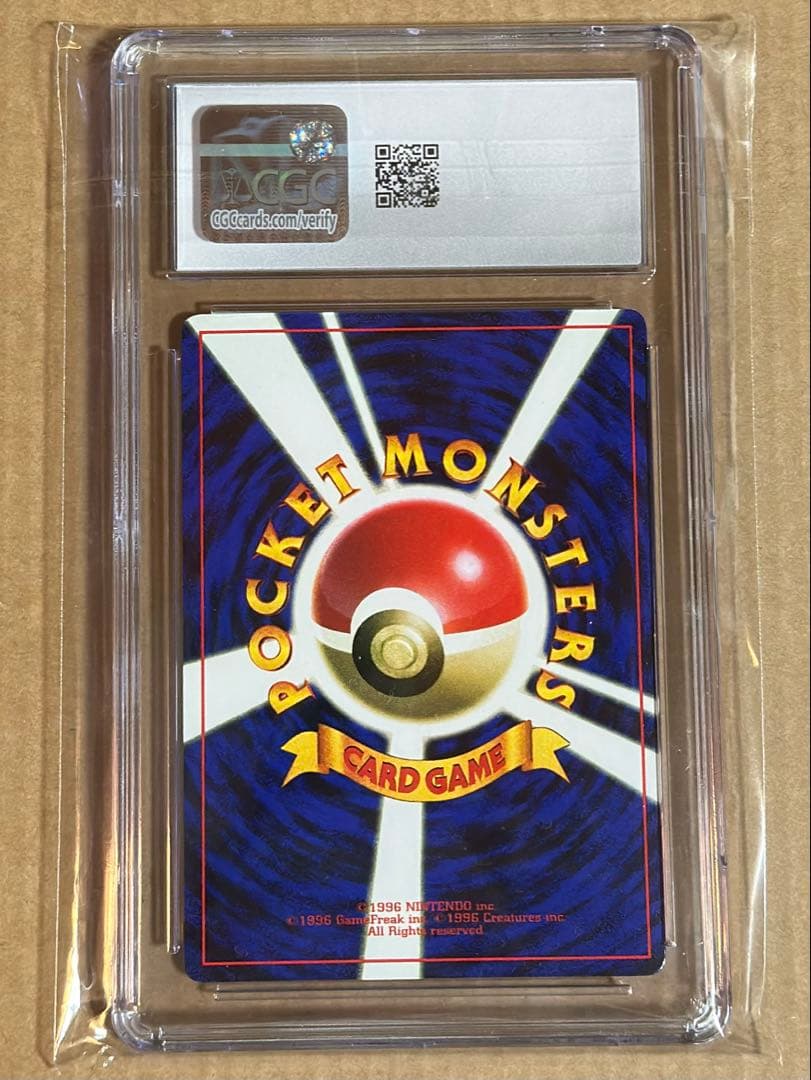 CGC
CGCcards.com/verify
POCKET MONSTERS
CARD GAME
©1996 NINTENDO inc.
©1996 GameFreak inc. ©1996 Creatures inc.
All Rights reserved.